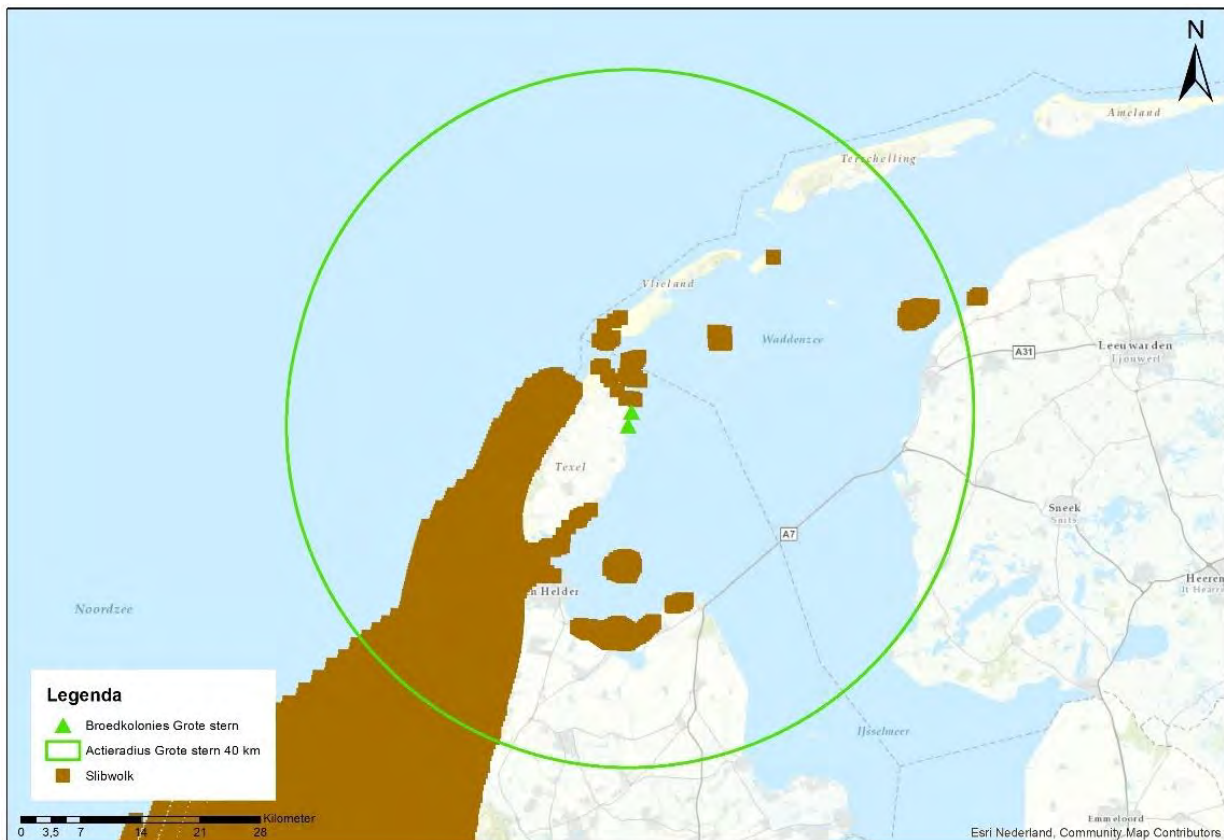 N
Ameland
Terschelling
Vlieland
Waddenzee
Leeuwarden
Ljouwert
A31
Texel
Sneek
Snits
A7
Heeren
It Hearre
n Helder
Noordzee
IJsselmeer
Legenda
Broedkolonies Grote stern
Actieradius Grote stern 40 km
Slibwolk
Kilometer
0 3,5 7 14 21 28
Emmeloord
Esri Nederland, Community Map Contributors